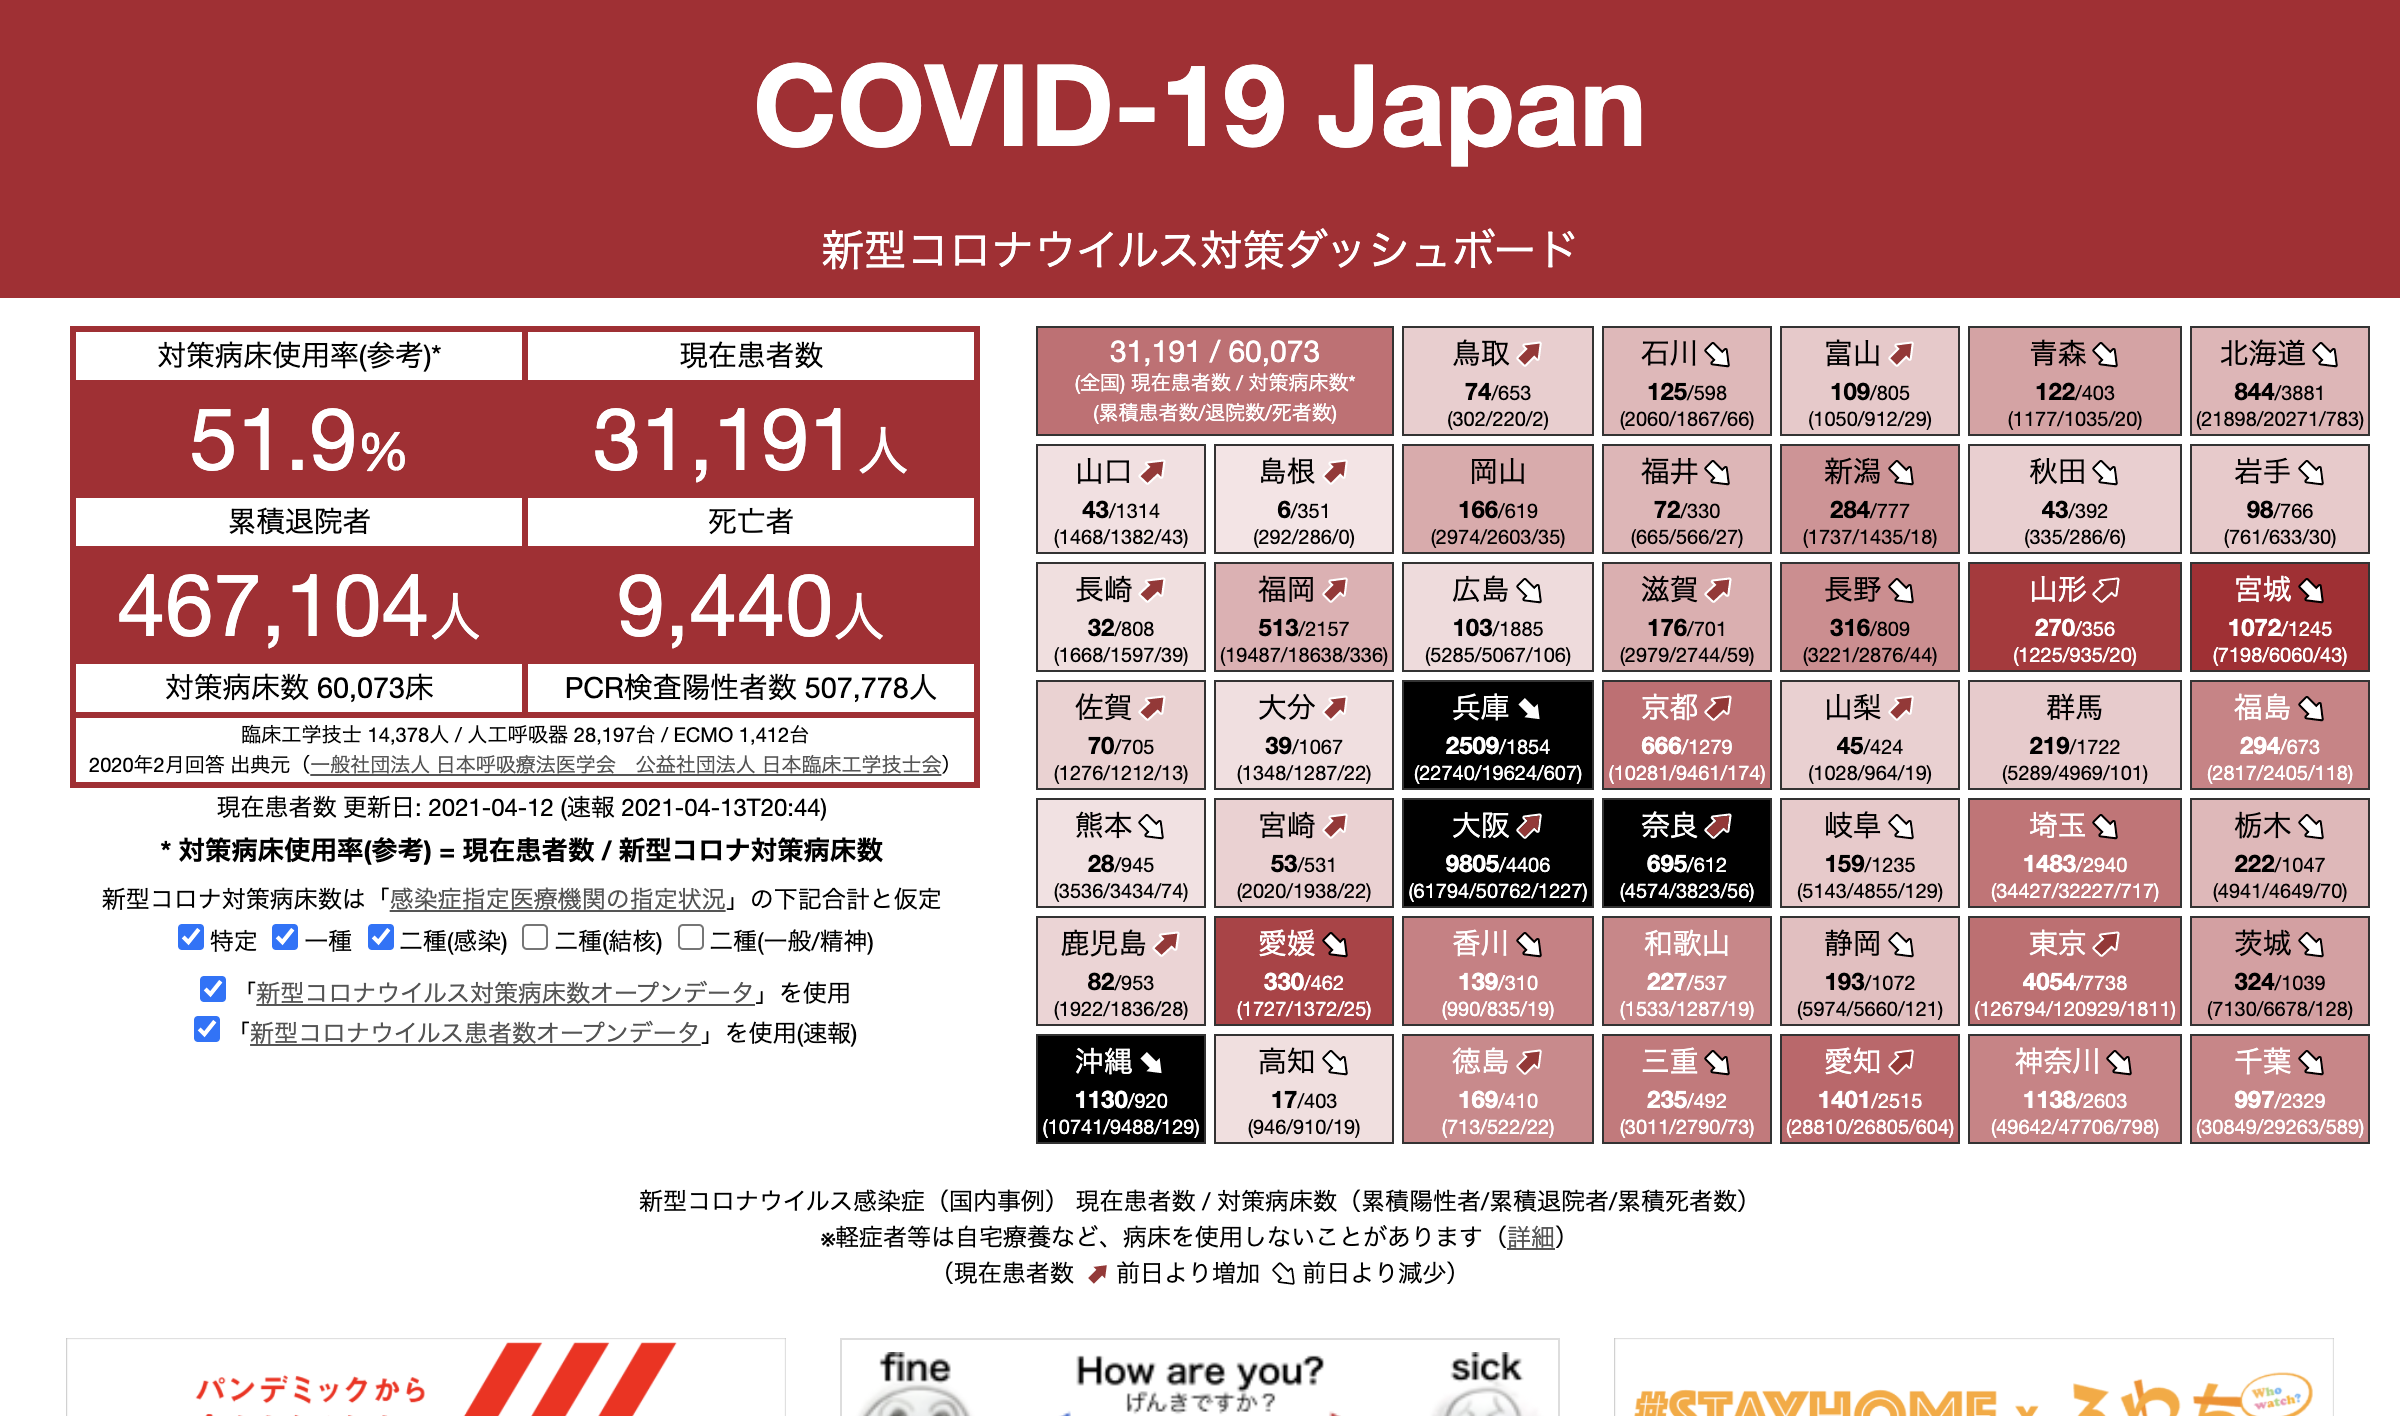 COVID-19 Japan
新型コロナウイルス対策ダッシュボード
対策病床使用率(参考)*
現在患者数
51.9%
31,191人
累積退院者
死亡者
467,104人
9,440人
対策病床数 60,073床
PCR検査陽性者数 507,778人
臨床工学技士 14,378人 / 人工呼吸器 28,197台 / ECMO 1,412台
2020年2月回答 出典元（一般社団法人 日本呼吸療法医学会　公益社団法人 日本臨床工学技士会）
現在患者数 更新日: 2021-04-12 (速報 2021-04-13T20:44)
* 対策病床使用率(参考) = 現在患者数 / 新型コロナ対策病床数
新型コロナ対策病床数は「感染症指定医療機関の指定状況」の下記合計と仮定
特定 一種 二種(感染) 二種(結核) 二種(一般/精神)
「新型コロナウイルス対策病床数オープンデータ」を使用
「新型コロナウイルス患者数オープンデータ」を使用(速報)
31,191 / 60,073
(全国) 現在患者数 / 対策病床数*
(累積患者数/退院数/死者数)
鳥取
74/653
(302/220/2)
石川
125/598
(2060/1867/66)
富山
109/805
(1050/912/29)
青森
122/403
(1177/1035/20)
北海道
844/3881
(21898/20271/783)
山口
43/1314
(1468/1382/43)
島根
6/351
(292/286/0)
岡山
166/619
(2974/2603/35)
福井
72/330
(665/566/27)
新潟
284/777
(1737/1435/18)
秋田
43/392
(335/286/6)
岩手
98/766
(761/633/30)
長崎
32/808
(1668/1597/39)
福岡
513/2157
(19487/18638/336)
広島
103/1885
(5285/5067/106)
滋賀
176/701
(2979/2744/59)
長野
316/809
(3221/2876/44)
山形
270/356
(1225/935/20)
宮城
1072/1245
(7198/6060/43)
佐賀
70/705
(1276/1212/13)
大分
39/1067
(1348/1287/22)
兵庫
2509/1854
(22740/19624/607)
京都
666/1279
(10281/9461/174)
山梨
45/424
(1028/964/19)
群馬
219/1722
(5289/4969/101)
福島
294/673
(2817/2405/118)
熊本
28/945
(3536/3434/74)
宮崎
53/531
(2020/1938/22)
大阪
9805/4406
(61794/50762/1227)
奈良
695/612
(4574/3823/56)
岐阜
159/1235
(5143/4855/129)
埼玉
1483/2940
(34427/32227/717)
栃木
222/1047
(4941/4649/70)
鹿児島
82/953
(1922/1836/28)
愛媛
330/462
(1727/1372/25)
香川
139/310
(990/835/19)
和歌山
227/537
(1533/1287/19)
静岡
193/1072
(5974/5660/121)
東京
4054/7738
(126794/120929/1811)
茨城
324/1039
(7130/6678/128)
沖縄
1130/920
(10741/9488/129)
高知
17/403
(946/910/19)
徳島
169/410
(713/522/22)
三重
235/492
(3011/2790/73)
愛知
1401/2515
(28810/26805/604)
神奈川
1138/2603
(49642/47706/798)
千葉
997/2329
(30849/29263/589)
新型コロナウイルス感染症（国内事例） 現在患者数 / 対策病床数（累積陽性者/累積退院者/累積死者数）
※軽症者等は自宅療養など、病床を使用しないことがあります（詳細）
（現在患者数 前日より増加 前日より減少）
パンデミックから
fine
How are you?
げんきですか？
sick
#STAYHOME x
Who watch?